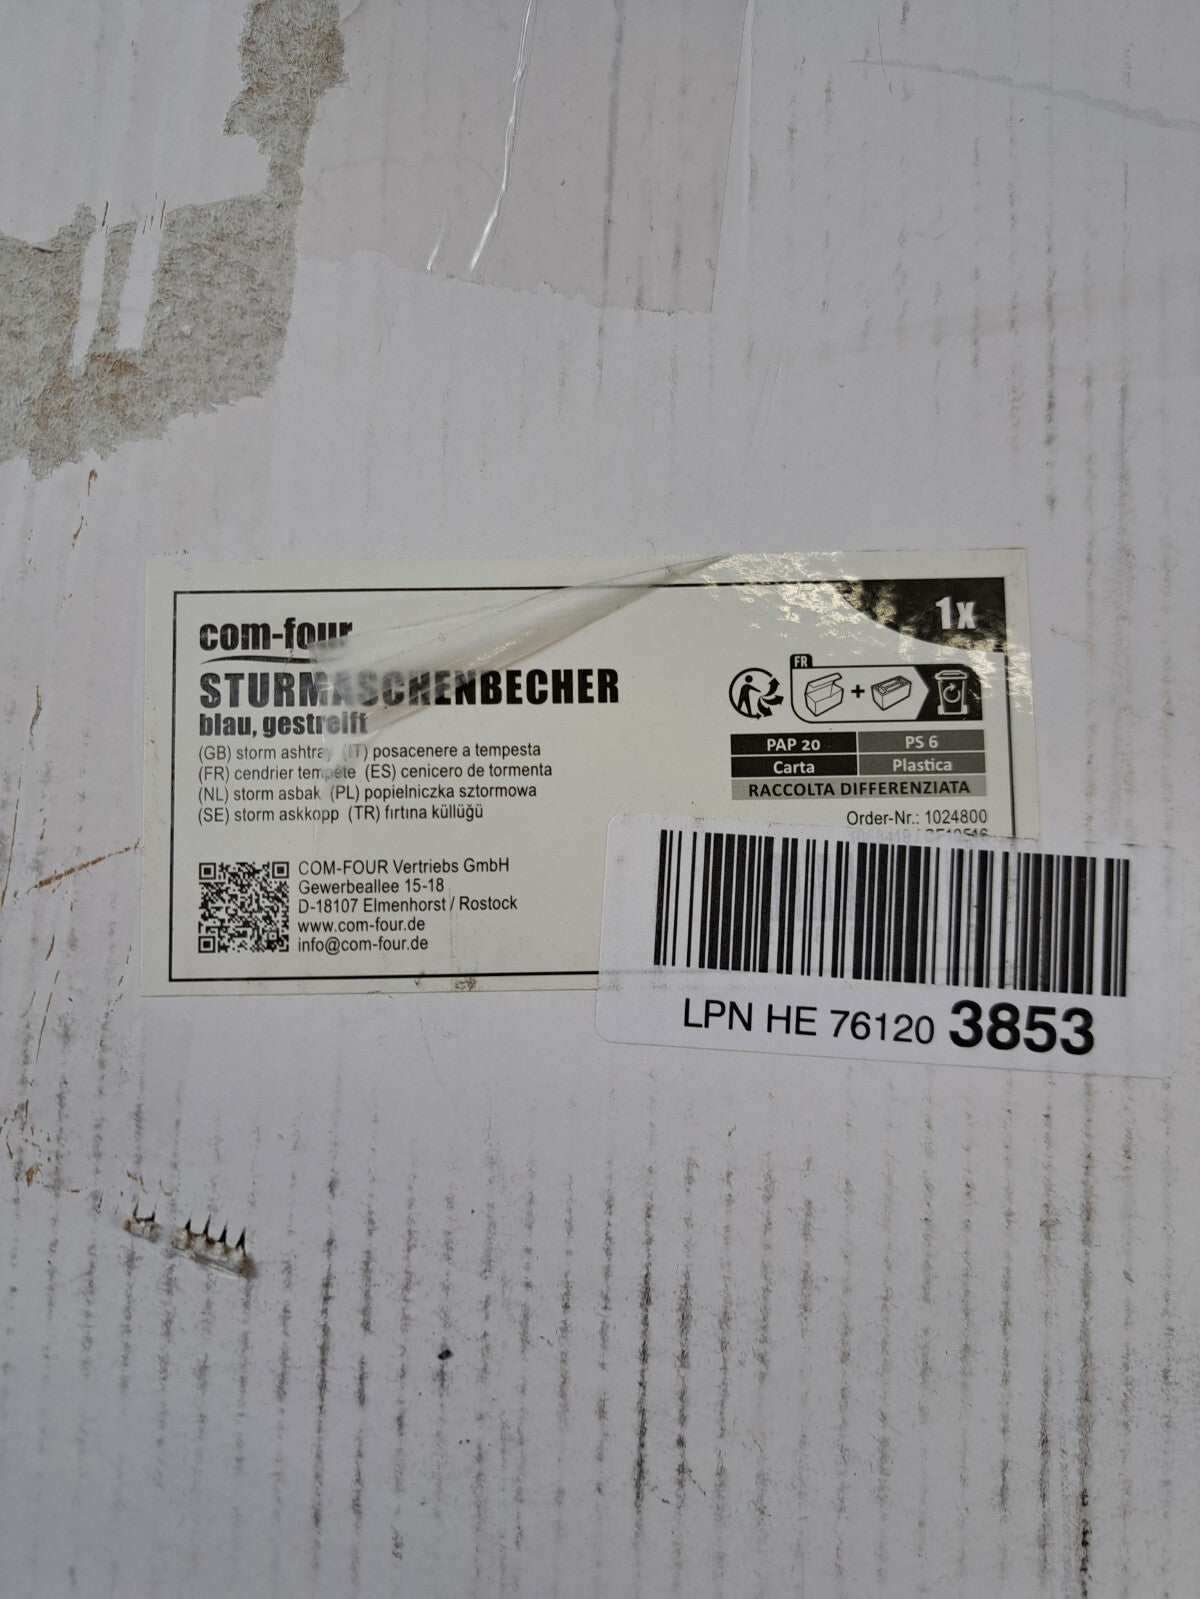 com-four
1x
STURMASCHENBECHER
blau, gestreift
(GB) storm ashtray (IT) posacenere a tempesta
(FR) cendrier tempete (ES) cenicero de tormenta
(NL) storm asbak (PL) popielniczka sztormowa
(SE) storm askkopp (TR) fırtına küllüğü
FR
+
PAP 20 PS 6
Carta Plastica
RACCOLTA DIFFERENZIATA
Order-Nr.: 1024800
COM-FOUR Vertriebs GmbH
Gewerbeallee 15-18
D-18107 Elmenhorst / Rostock
www.com-four.de
info@com-four.de
LPN HE 76120 3853